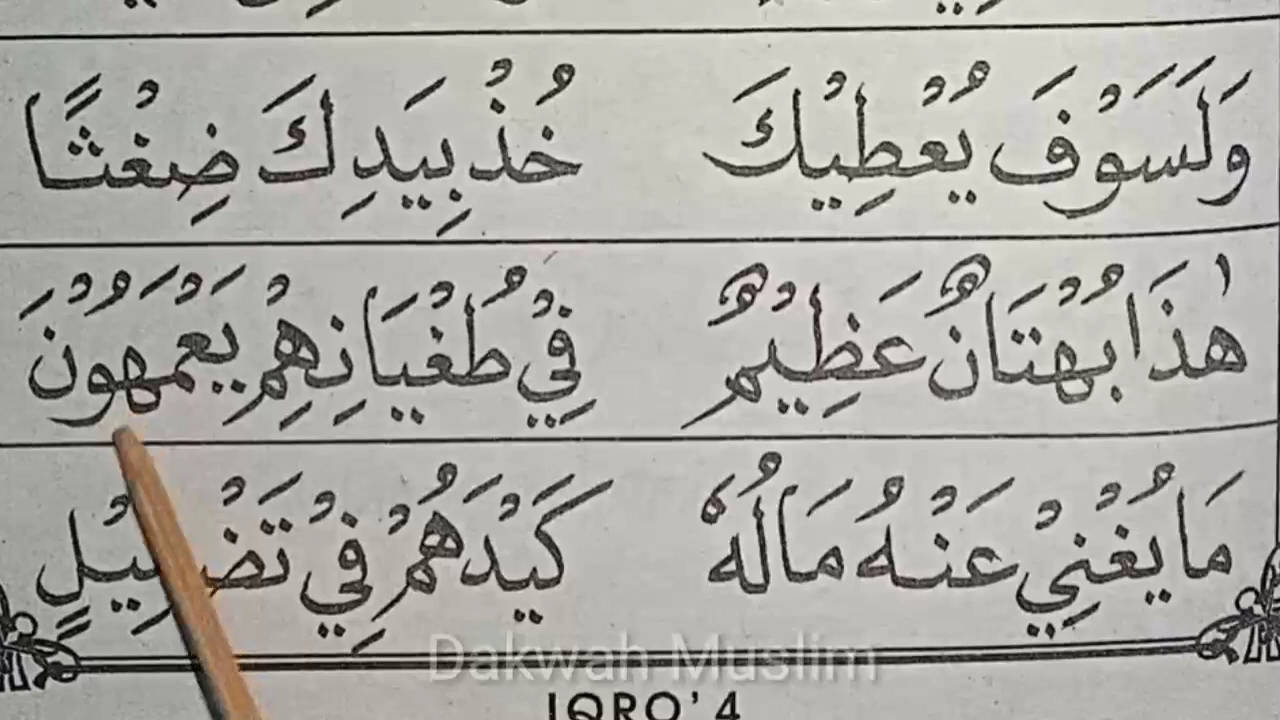 وَلَسَوْفَ يُعْطِيْكَ خُذْ بِيَدِكَ ضِغْثًا
هٰذَا بُهْتَانٌ عَظِيْمٌ فِيْ طُغْيَانِهِمْ يَعْمَهُوْنَ
مَا يُغْنِيْ عَنْهُ مَالُهُ كَيْدَهُمْ فِيْ تَضْلِيْلٍ
Dakwah Muslim
IQRO' 4